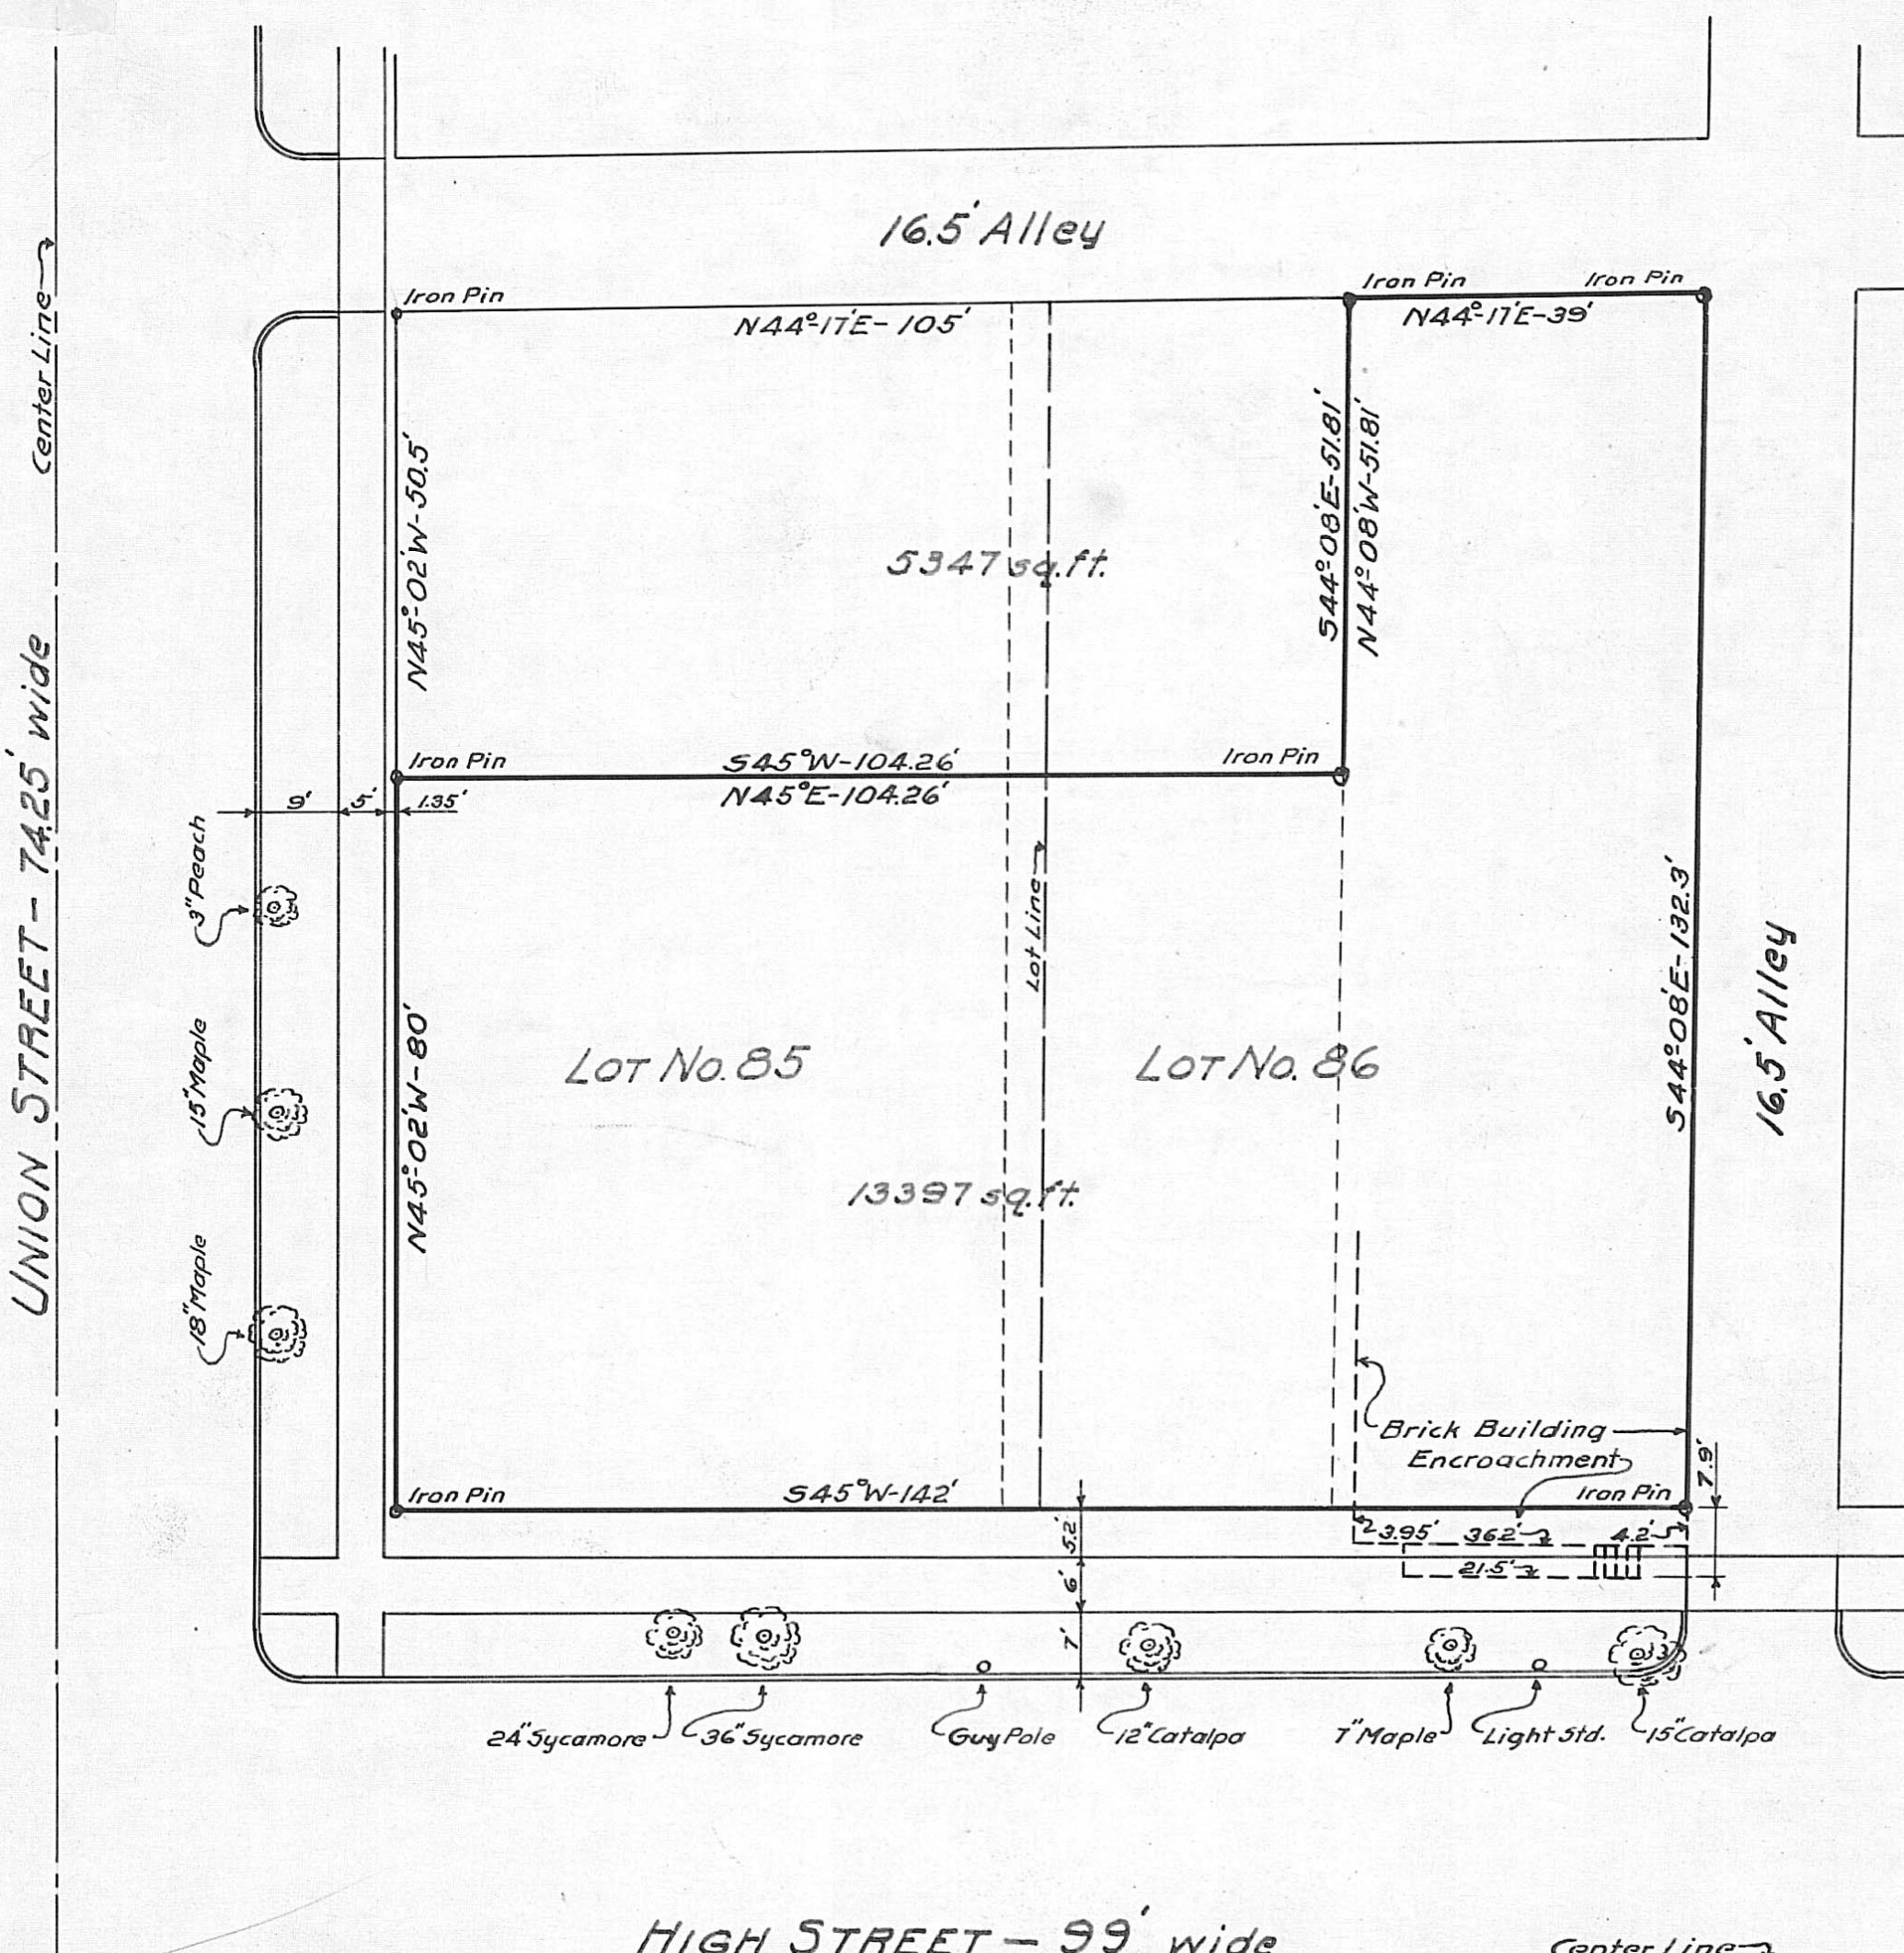 16.5' Alley
Iron Pin
Iron Pin
Iron Pin
N44°-17'E-105'
N44°-17'E-39'
Center Line
N45°-02'W-50.5'
S44°-08'E-51.81'
N44°-08'W-51.81'
5347 sq.ft.
UNION STREET - 74.25' wide
Iron Pin
S45°W-104.26'
Iron Pin
N45°E-104.26'
9'
5'
1.35'
3" Peach
Lot Line
S44°-08'E-132.3'
16.5' Alley
15" Maple
N45°-02'W-80'
LOT No. 85
LOT No. 86
13397 sq.ft.
18" Maple
Brick Building
Encroachment
7.9'
Iron Pin
S45°W-142'
Iron Pin
5.2'
3.95'
36.2'
4.2'
21.5'
6'
7'
24" Sycamore
36" Sycamore
Guy Pole
12" Catalpa
7" Maple
Light Std.
15" Catalpa
HIGH STREET - 99' wide
Center Line